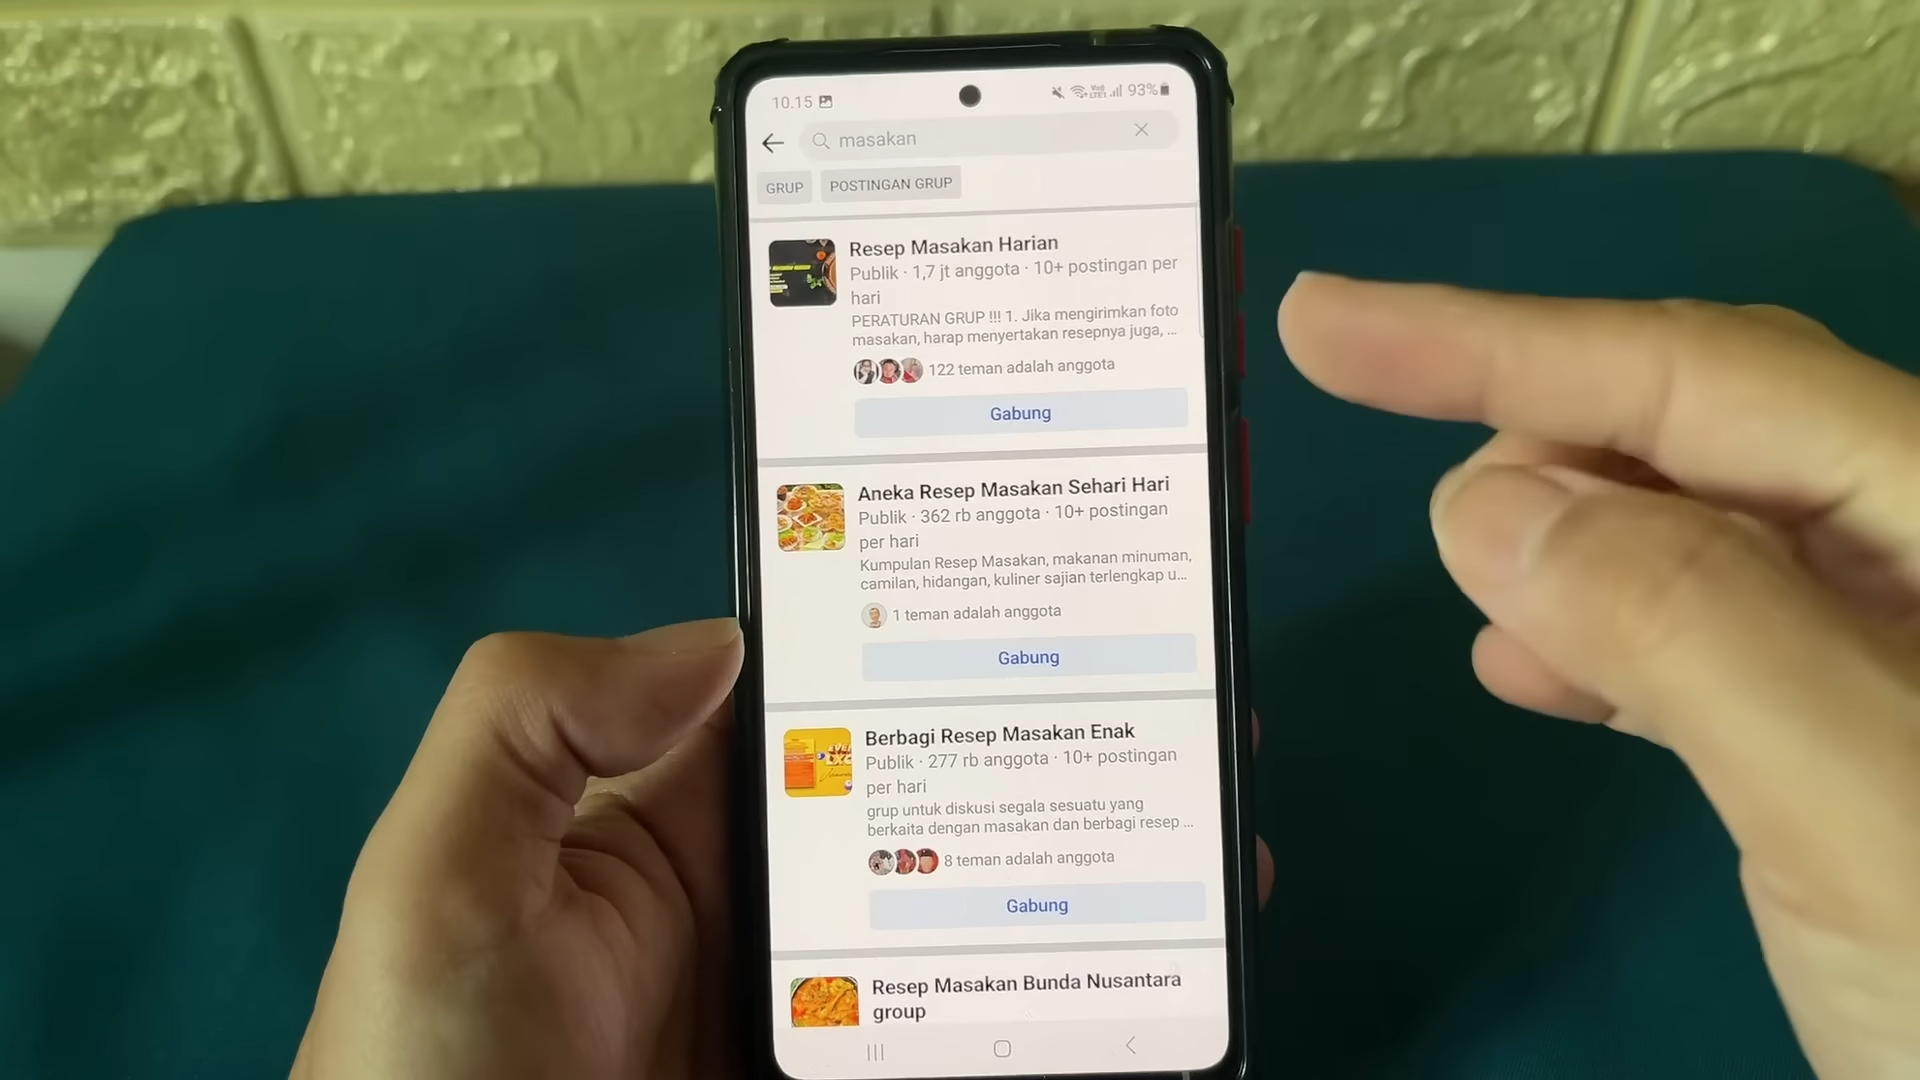 10.15 93%
masakan
GRUP POSTINGAN GRUP
Resep Masakan Harian
Publik · 1,7 jt anggota · 10+ postingan per
hari
PERATURAN GRUP !!! 1. Jika mengirimkan foto
masakan, harap menyertakan resepnya juga, ...
122 teman adalah anggota
Gabung
Aneka Resep Masakan Sehari Hari
Publik · 362 rb anggota · 10+ postingan
per hari
Kumpulan Resep Masakan, makanan minuman,
camilan, hidangan, kuliner sajian terlengkap u...
1 teman adalah anggota
Gabung
Berbagi Resep Masakan Enak
Publik · 277 rb anggota · 10+ postingan
per hari
grup untuk diskusi segala sesuatu yang
berkaita dengan masakan dan berbagi resep ...
8 teman adalah anggota
Gabung
Resep Masakan Bunda Nusantara
group